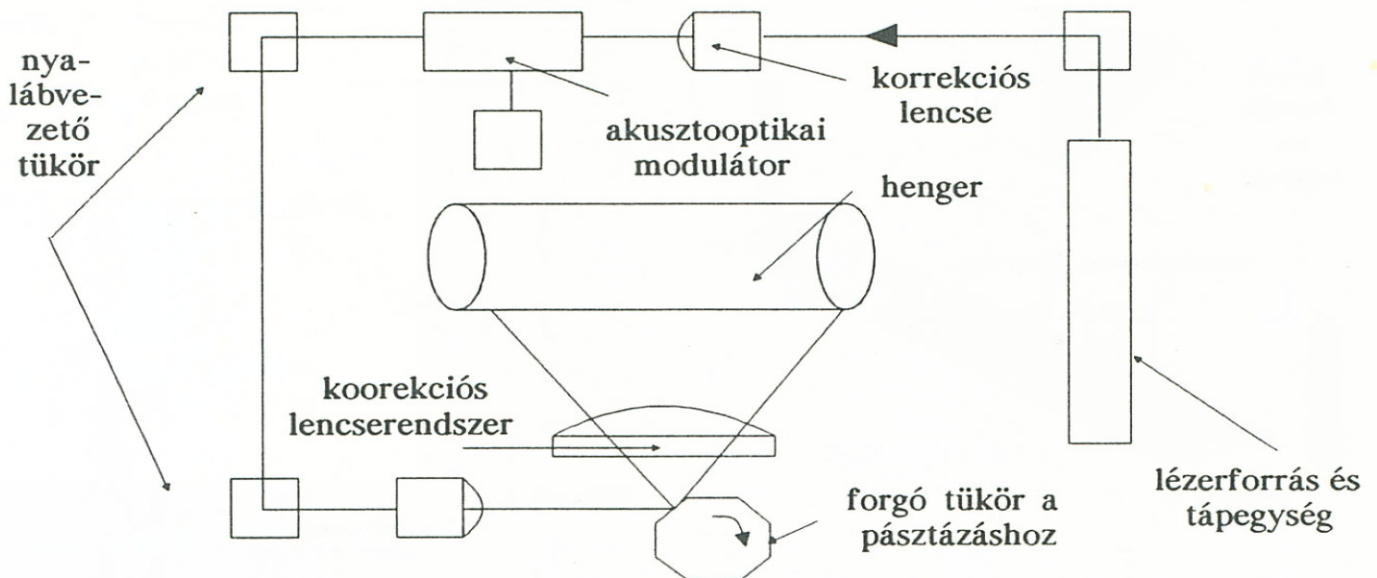 nya-
lábve-
zető
tükör
korrekciós
lencse
akusztooptikai
modulátor
henger
koorekciós
lencserendszer
forgó tükör a
pásztázáshoz
lézerforrás és
tápegység